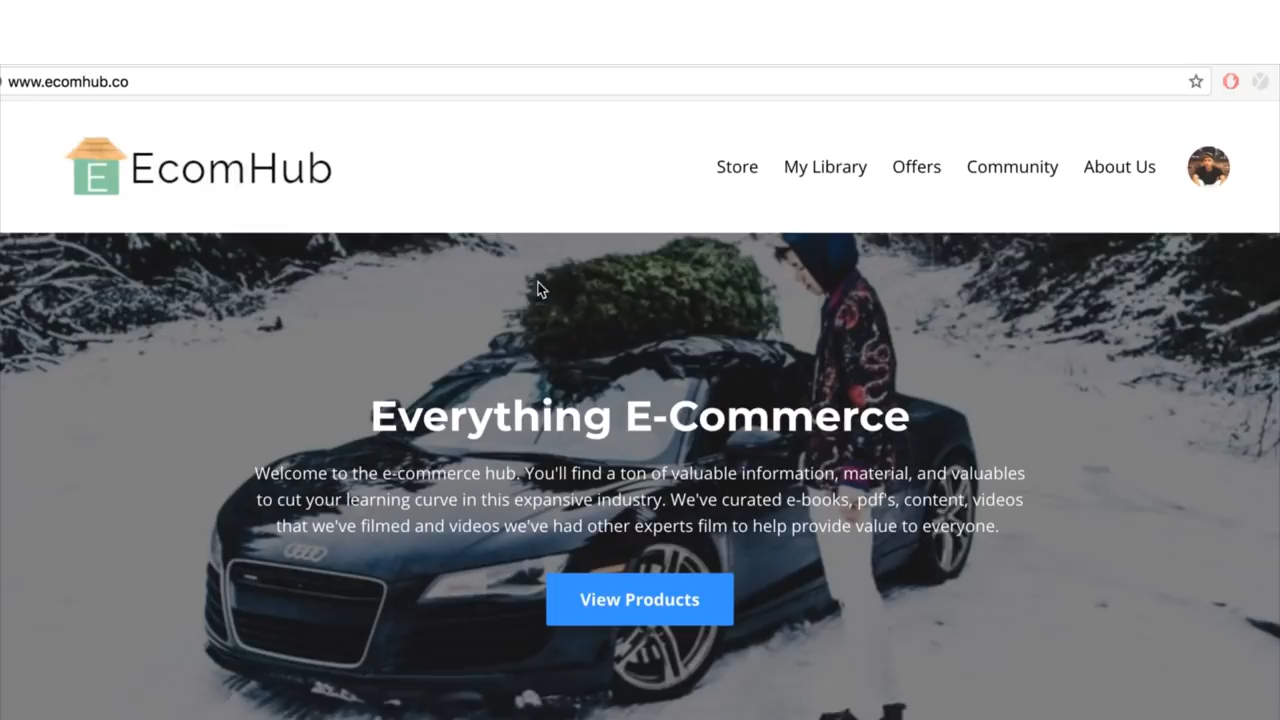 www.ecomhub.co
E EcomHub
Store My Library Offers Community About Us
Everything E-Commerce
Welcome to the e-commerce hub. You'll find a ton of valuable information, material, and valuables
to cut your learning curve in this expansive industry. We've curated e-books, pdf's, content, videos
that we've filmed and videos we've had other experts film to help provide value to everyone.
View Products